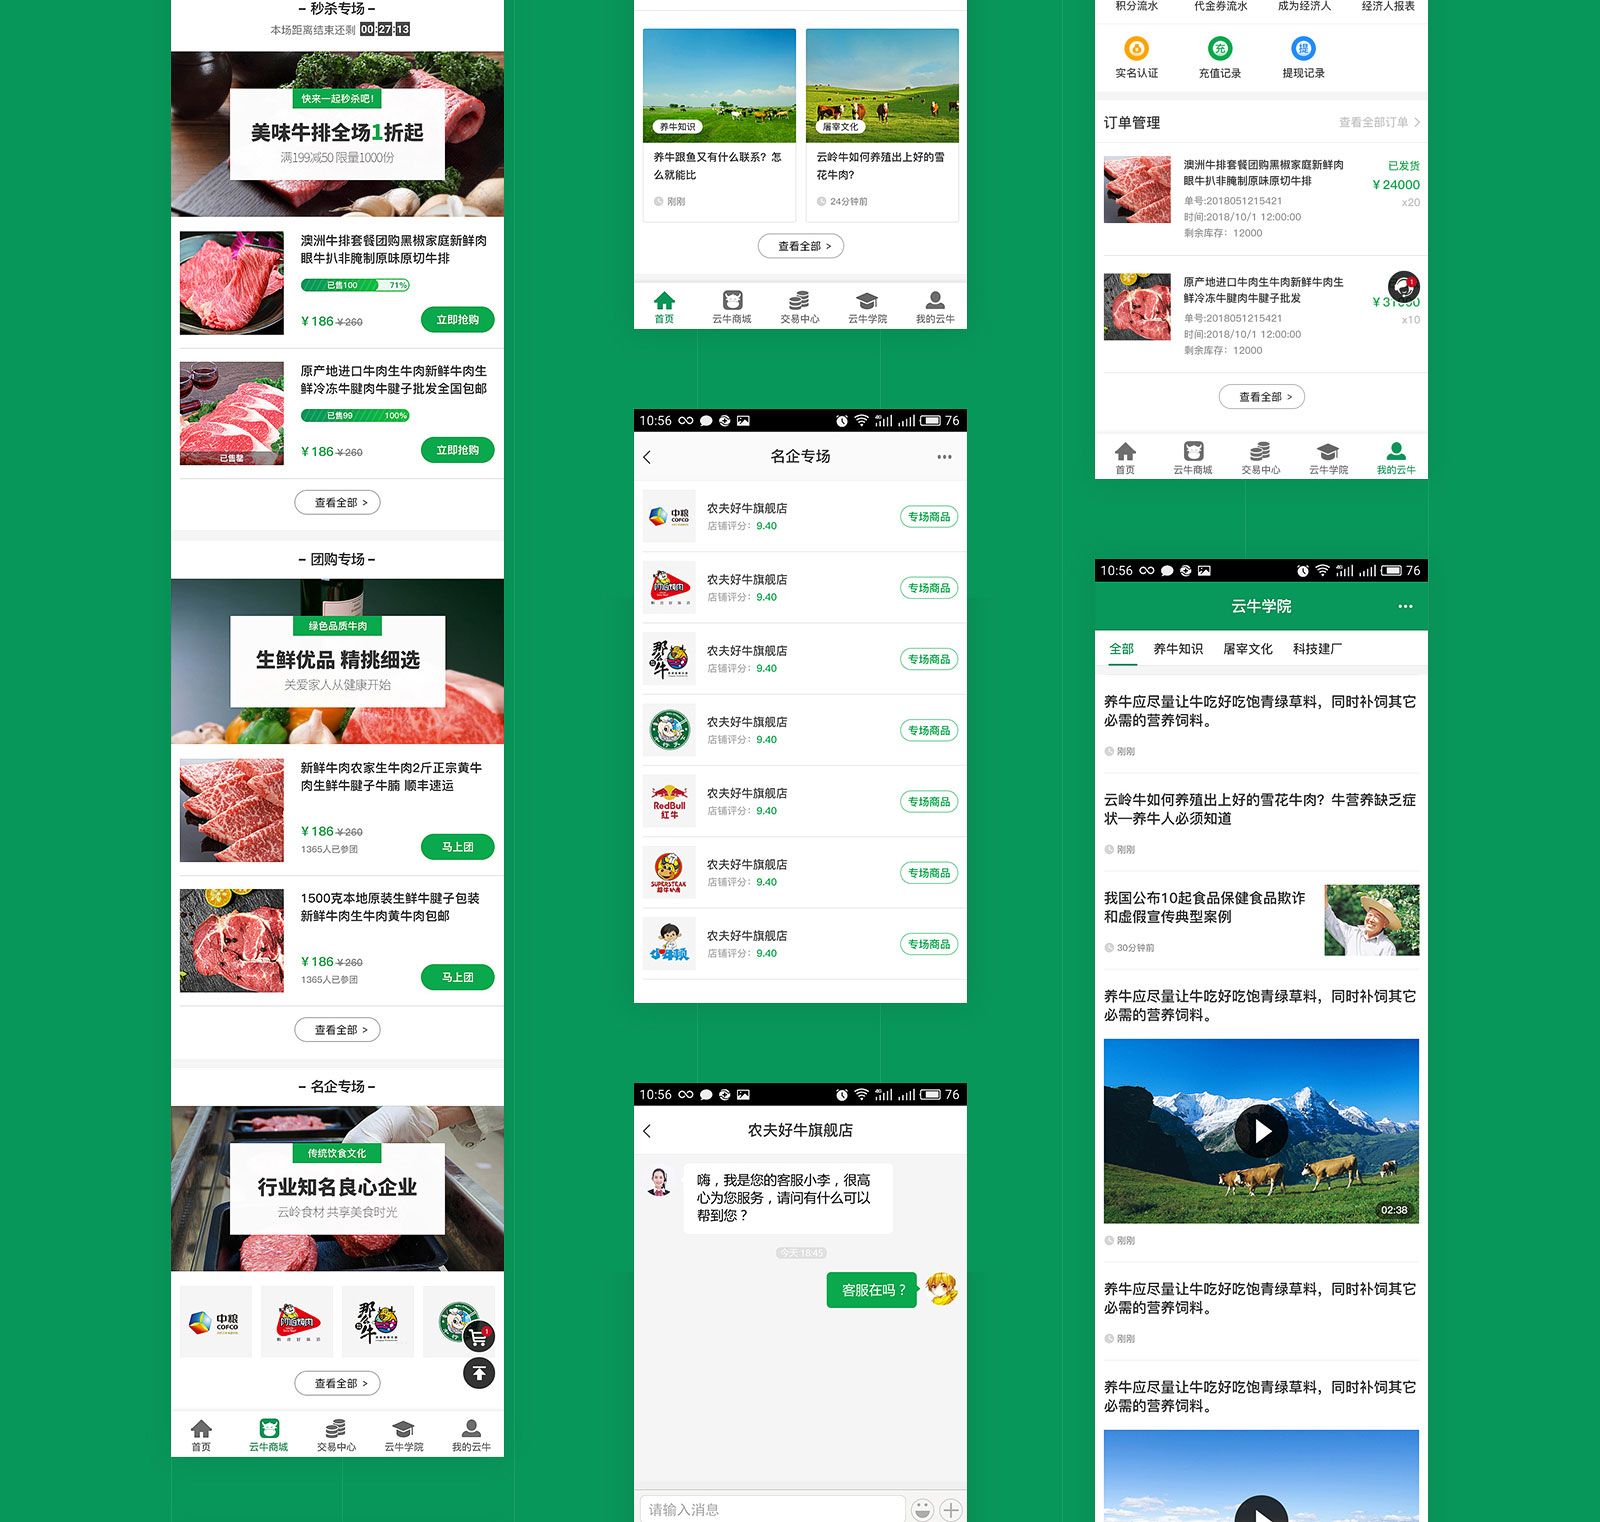 – 秒杀专场 –
本场距离结束还剩 00:27:13
快来一起秒杀吧!
美味牛排全场1折起
满199减50 限量1000份
澳洲牛排套餐团购黑椒家庭新鲜肉
眼牛扒非腌制原味原切牛排
已售100 71%
¥186 ¥260
立即抢购
原产地进口牛肉生牛肉新鲜牛肉生
鲜冷冻牛腱肉牛腱子批发全国包邮
已售99 100%
已售罄
¥186 ¥260
立即抢购
查看全部 >
– 团购专场 –
绿色品质牛肉
生鲜优品 精挑细选
关爱家人从健康开始
新鲜牛肉农家生牛肉2斤正宗黄牛
肉生鲜牛腱子牛腩 顺丰速运
¥186 ¥260
1365人已参团
马上团
1500克本地原装生鲜牛腱子包装
新鲜牛肉生牛肉黄牛肉包邮
¥186 ¥260
1365人已参团
马上团
查看全部 >
– 名企专场 –
传统饮食文化
行业知名良心企业
云岭食材 共享美食时光
中粮
COFCO
阿甘炖肉
那么牛
1
查看全部 >
首页 云牛商城 交易中心 云牛学院 我的云牛
养牛知识
养牛跟鱼又有什么联系? 怎
么就能比
刚刚
屠宰文化
云岭牛如何养殖出上好的雪
花牛肉?
24分钟前
查看全部 >
首页 云牛商城 交易中心 云牛学院 我的云牛
10:56 4G 76
名企专场
中粮
COFCO
农夫好牛旗舰店
店铺评分: 9.40
专场商品
农夫好牛旗舰店
店铺评分: 9.40
专场商品
那么牛
农夫好牛旗舰店
店铺评分: 9.40
专场商品
农夫好牛旗舰店
店铺评分: 9.40
专场商品
RedBull
红牛
农夫好牛旗舰店
店铺评分: 9.40
专场商品
SUPERSTEAK
农夫好牛旗舰店
店铺评分: 9.40
专场商品
农夫好牛旗舰店
店铺评分: 9.40
专场商品
10:56 4G 76
农夫好牛旗舰店
嗨,我是您的客服小李,很高
心为您服务,请问有什么可以
帮到您?
今天 18:45
客服在吗?
请输入消息
积分流水 代金券流水 成为经济人 经济人报表
充 提
实名认证 充值记录 提现记录
订单管理
查看全部订单
澳洲牛排套餐团购黑椒家庭新鲜肉
眼牛扒非腌制原味原切牛排
单号:2018051215421
时间:2018/10/1 12:00:00
剩余库存: 12000
已发货
¥24000
x20
原产地进口牛肉生牛肉新鲜牛肉生
鲜冷冻牛腱肉牛腱子批发
单号:2018051215421
时间:2018/10/1 12:00:00
剩余库存: 12000
x10
查看全部 >
首页 云牛商城 交易中心 云牛学院 我的云牛
10:56 4G 76
云牛学院
全部 养牛知识 屠宰文化 科技建厂
养牛应尽量让牛吃好吃饱青绿草料, 同时补饲其它
必需的营养饲料。
刚刚
云岭牛如何养殖出上好的雪花牛肉? 牛营养缺乏症
状—养牛人必须知道
刚刚
我国公布10起食品保健食品欺诈
和虚假宣传典型案例
30分钟前
养牛应尽量让牛吃好吃饱青绿草料, 同时补饲其它
必需的营养饲料。
02:38
刚刚
养牛应尽量让牛吃好吃饱青绿草料, 同时补饲其它
必需的营养饲料。
刚刚
养牛应尽量让牛吃好吃饱青绿草料, 同时补饲其它
必需的营养饲料。